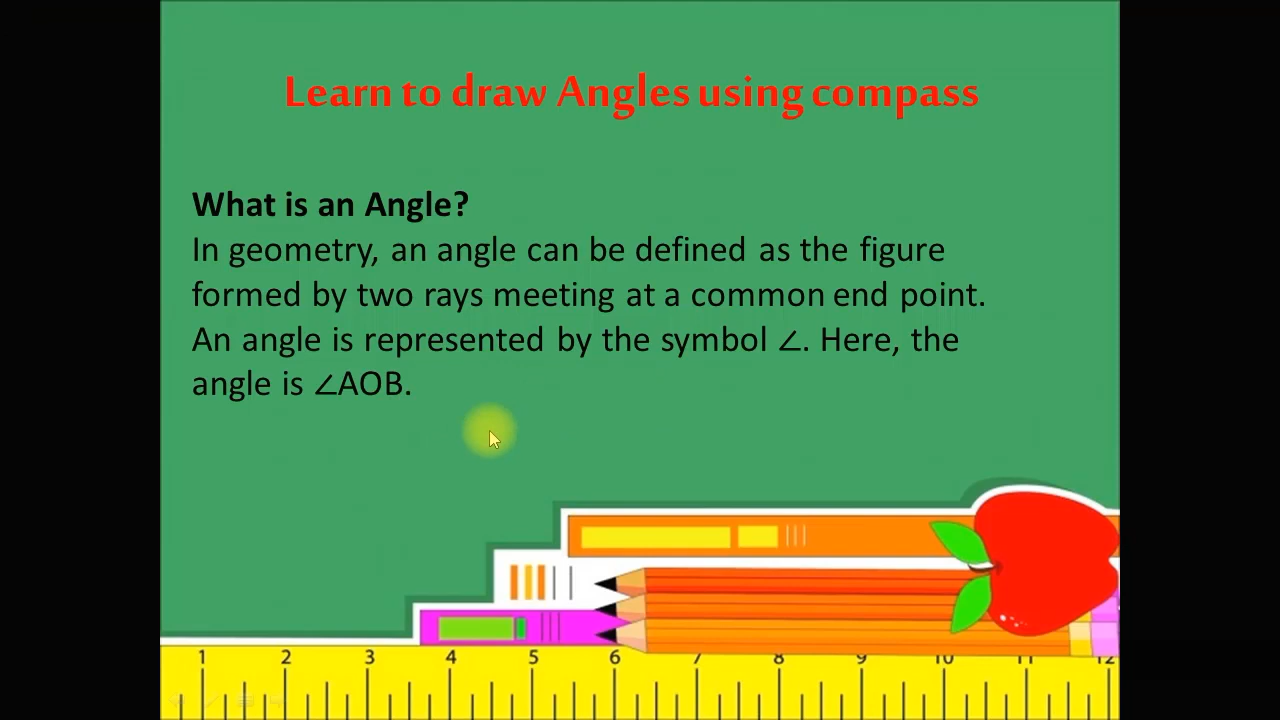 Learn to draw Angles using compass
What is an Angle?
In geometry, an angle can be defined as the figure
formed by two rays meeting at a common end point.
An angle is represented by the symbol ∠. Here, the
angle is ∠AOB.
1 2 3 4 5 6 7 8 9 10 11 12